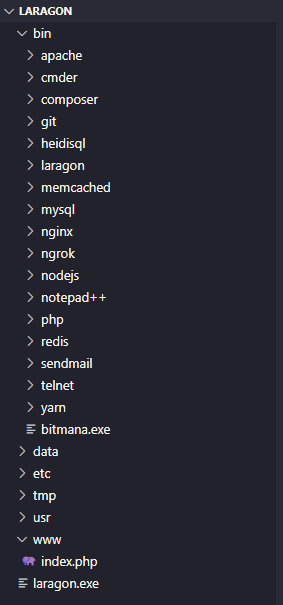 LARAGON
bin
apache
cmder
composer
git
heidisql
laragon
memcached
mysql
nginx
ngrok
nodejs
notepad++
php
redis
sendmail
telnet
yarn
bitmana.exe
data
etc
tmp
usr
www
index.php
laragon.exe